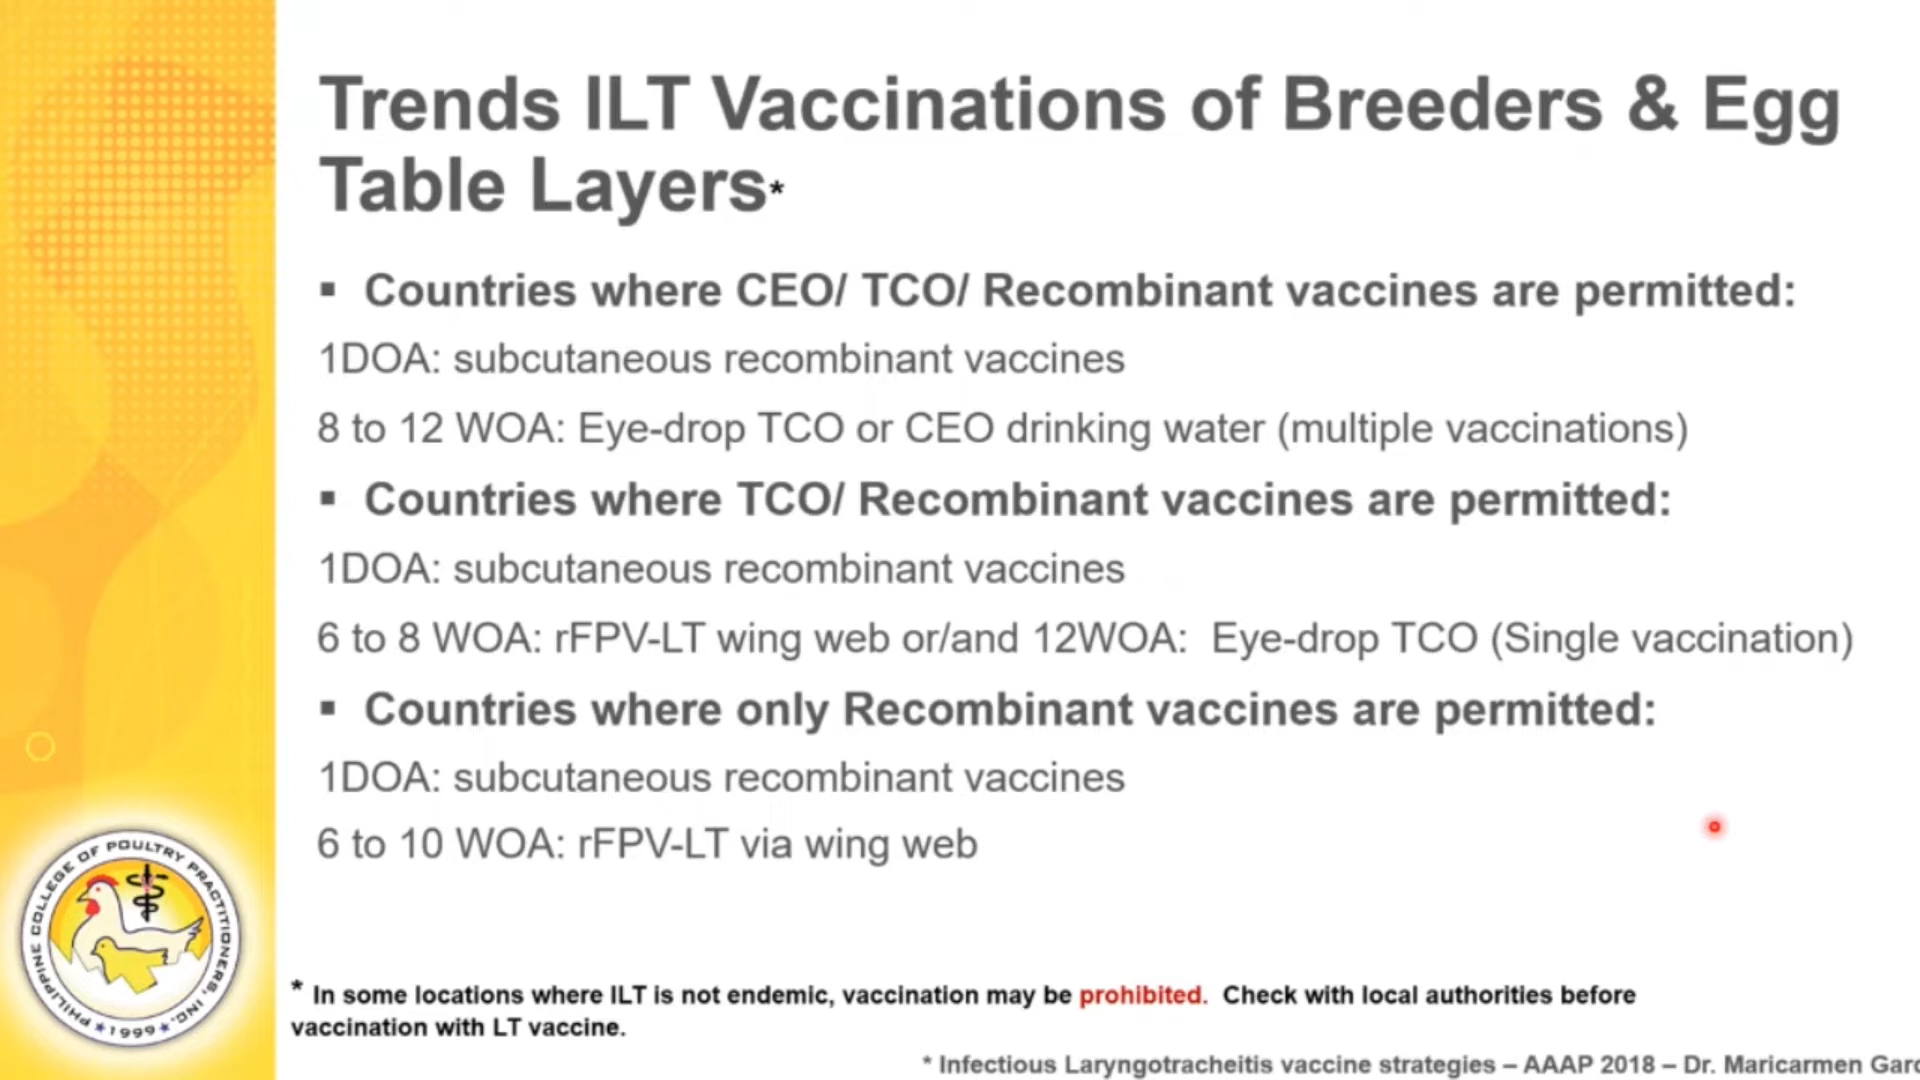 Trends ILT Vaccinations of Breeders & Egg
Table Layers*
▪ Countries where CEO/ TCO/ Recombinant vaccines are permitted:
1DOA: subcutaneous recombinant vaccines
8 to 12 WOA: Eye-drop TCO or CEO drinking water (multiple vaccinations)
▪ Countries where TCO/ Recombinant vaccines are permitted:
1DOA: subcutaneous recombinant vaccines
6 to 8 WOA: rFPV-LT wing web or/and 12WOA: Eye-drop TCO (Single vaccination)
▪ Countries where only Recombinant vaccines are permitted:
1DOA: subcutaneous recombinant vaccines
6 to 10 WOA: rFPV-LT via wing web
PHILIPPINE COLLEGE OF POULTRY PRACTITIONERS, INC.
★ 1999 ★
* In some locations where ILT is not endemic, vaccination may be prohibited. Check with local authorities before
vaccination with LT vaccine.
* Infectious Laryngotracheitis vaccine strategies – AAAP 2018 – Dr. Maricarmen